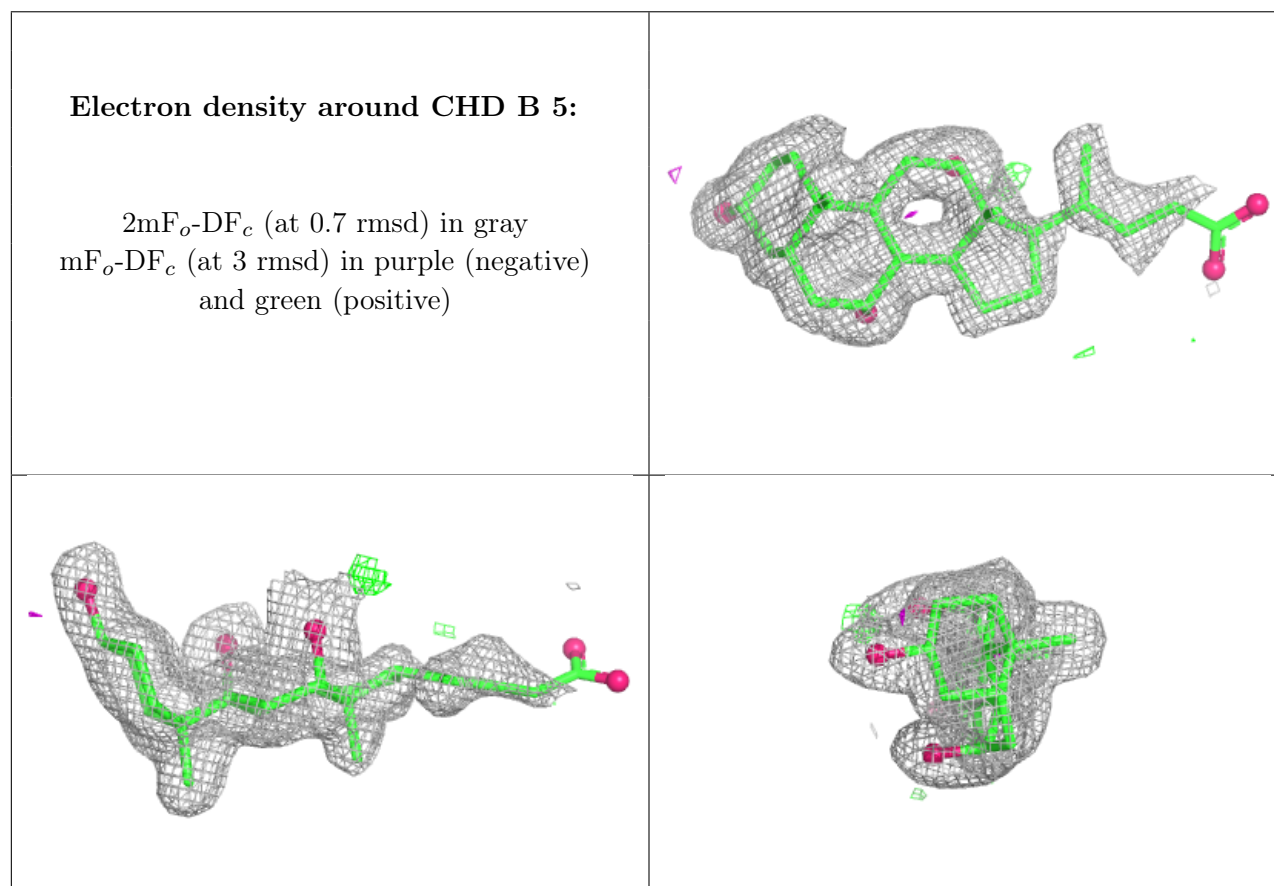 Electron density around CHD B 5:
2mFo-DFc (at 0.7 rmsd) in gray
mFo-DFc (at 3 rmsd) in purple (negative)
and green (positive)